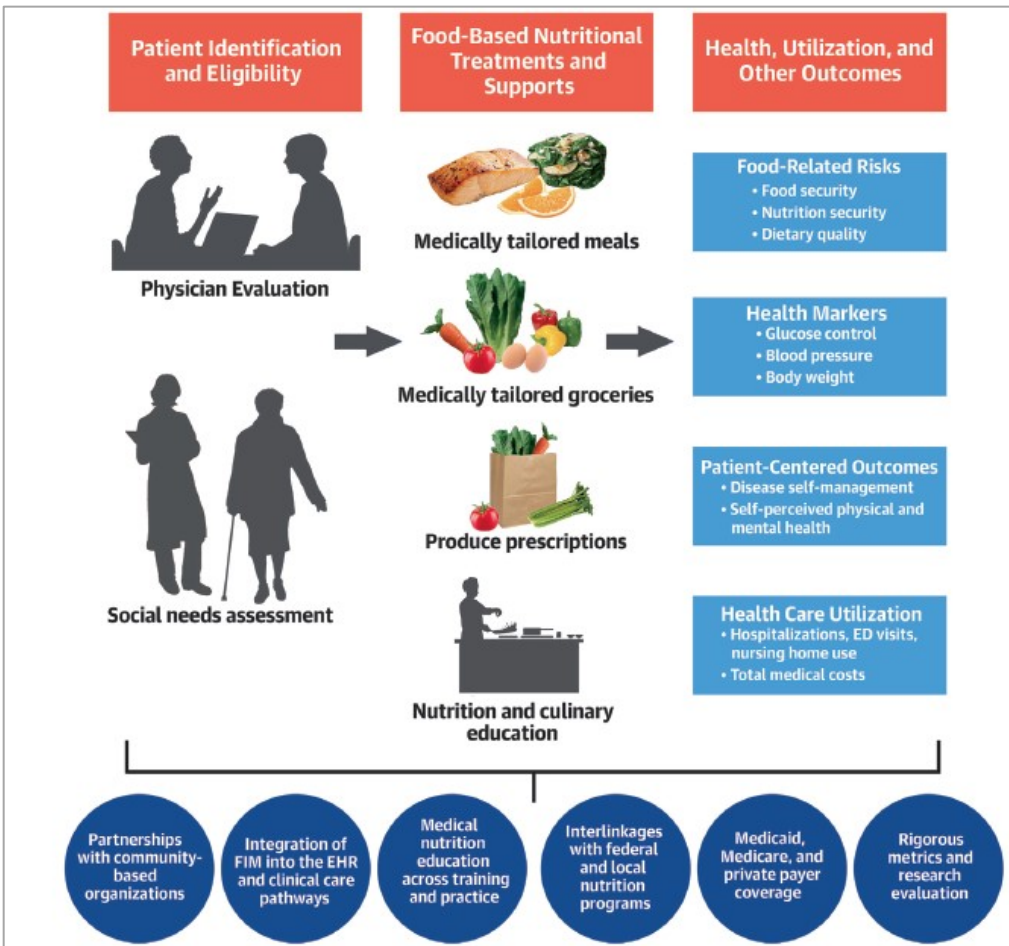 Patient Identification
and Eligibility
Food-Based Nutritional
Treatments and
Supports
Health, Utilization, and
Other Outcomes
Physician Evaluation
Social needs assessment
Medically tailored meals
Medically tailored groceries
Produce prescriptions
Nutrition and culinary
education
Food-Related Risks
• Food security
• Nutrition security
• Dietary quality
Health Markers
• Glucose control
• Blood pressure
• Body weight
Patient-Centered Outcomes
• Disease self-management
• Self-perceived physical and
mental health
Health Care Utilization
• Hospitalizations, ED visits,
nursing home use
• Total medical costs
Partnerships
with community-
based
organizations
Integration of
FIM into the EHR
and clinical care
pathways
Medical
nutrition
education
across training
and practice
Interlinkages
with federal
and local
nutrition
programs
Medicaid,
Medicare, and
private payer
coverage
Rigorous
metrics and
research
evaluation